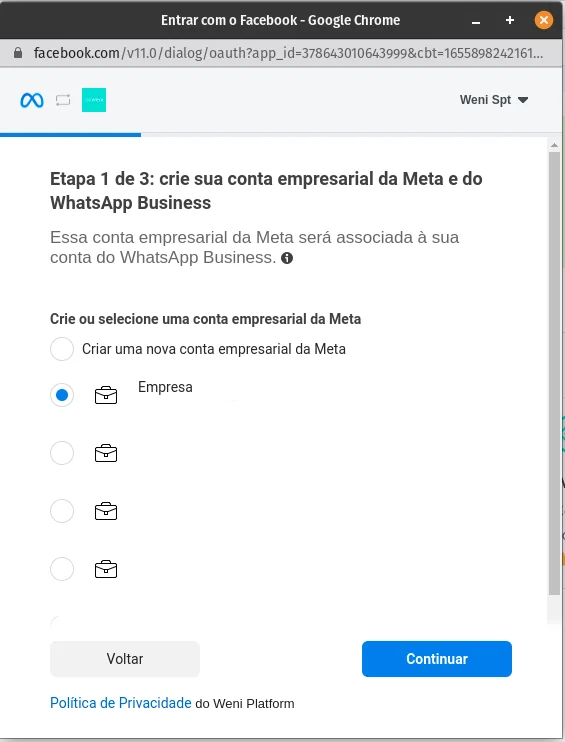 Entrar com o Facebook - Google Chrome
facebook.com/v11.0/dialog/oauth?app_id=378643010643999&cbt=1655898242161...
Weni Spt
Etapa 1 de 3: crie sua conta empresarial da Meta e do
WhatsApp Business
Essa conta empresarial da Meta será associada à sua
conta do WhatsApp Business.
Crie ou selecione uma conta empresarial da Meta
Criar uma nova conta empresarial da Meta
Empresa
Voltar
Continuar
Política de Privacidade do Weni Platform